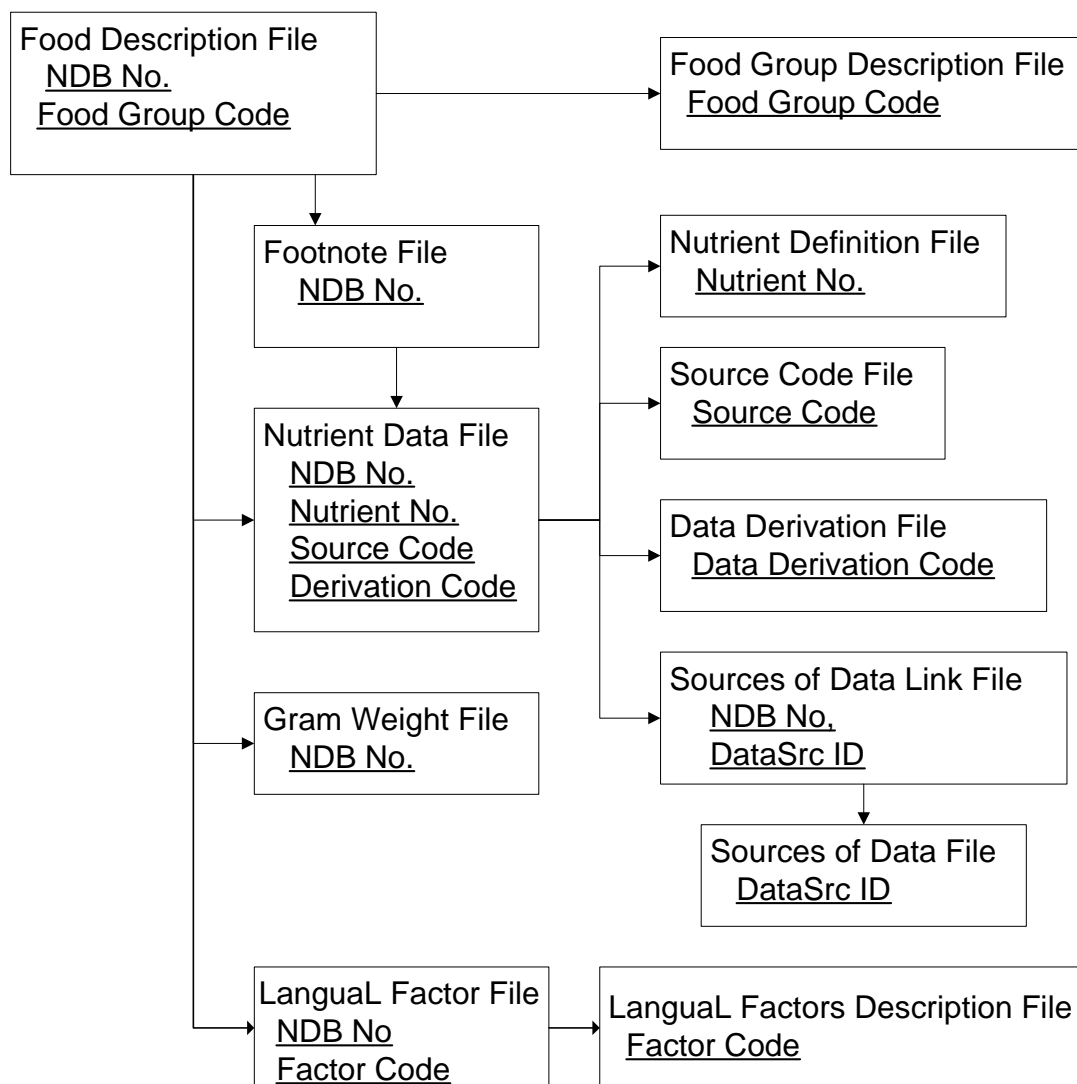 Food Description File
NDB No.
Food Group Code
Food Group Description File
Food Group Code
Footnote File
NDB No.
Nutrient Definition File
Nutrient No.
Source Code File
Source Code
Nutrient Data File
NDB No.
Nutrient No.
Source Code
Derivation Code
Data Derivation File
Data Derivation Code
Sources of Data Link File
NDB No,
DataSrc ID
Gram Weight File
NDB No.
Sources of Data File
DataSrc ID
LanguaL Factor File
NDB No
Factor Code
LanguaL Factors Description File
Factor Code